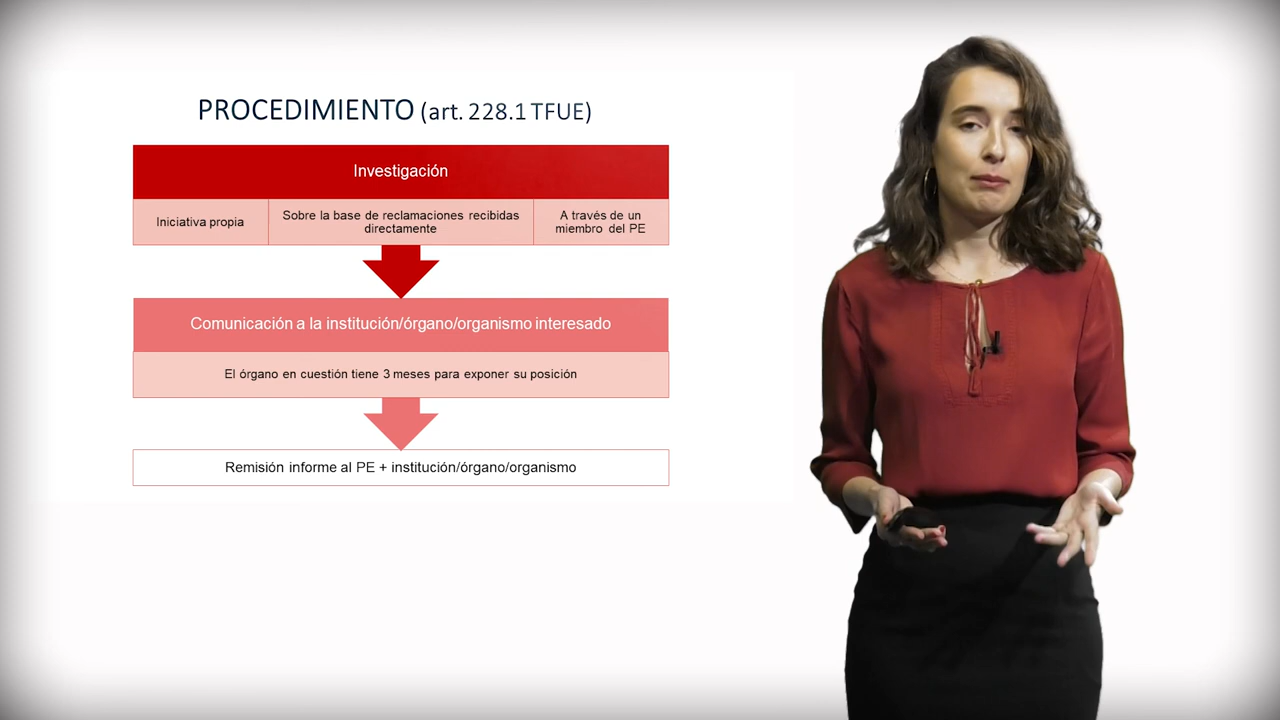 PROCEDIMIENTO (art. 228.1 TFUE)
Investigación
Iniciativa propia
Sobre la base de reclamaciones recibidas
directamente
A través de un
miembro del PE
Comunicación a la institución/órgano/organismo interesado
El órgano en cuestión tiene 3 meses para exponer su posición
Remisión informe al PE + institución/órgano/organismo